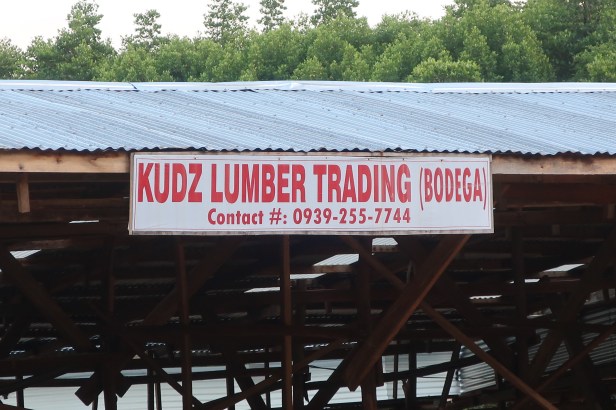 KUDZ LUMBER TRADING (BODEGA)
Contact #: 0939-255-7744